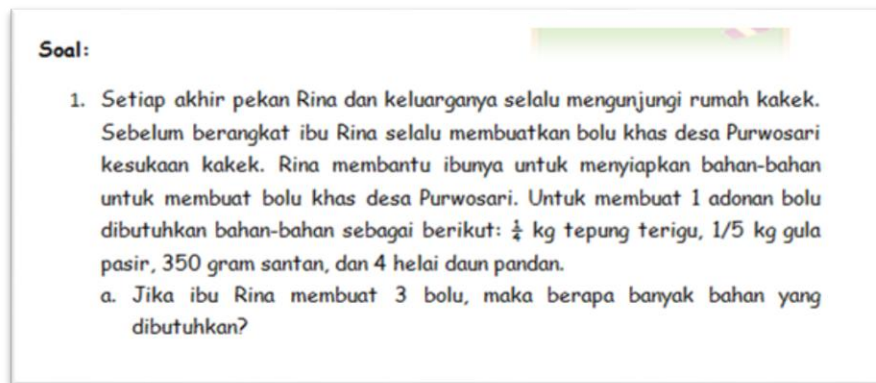 Soal:
1. Setiap akhir pekan Rina dan keluarganya selalu mengunjungi rumah kakek.
Sebelum berangkat ibu Rina selalu membuatkan bolu khas desa Purwosari
kesukaan kakek. Rina membantu ibunya untuk menyiapkan bahan-bahan
untuk membuat bolu khas desa Purwosari. Untuk membuat 1 adonan bolu
dibutuhkan bahan-bahan sebagai berikut: ¼ kg tepung terigu, 1/5 kg gula
pasir, 350 gram santan, dan 4 helai daun pandan.
a. Jika ibu Rina membuat 3 bolu, maka berapa banyak bahan yang
dibutuhkan?